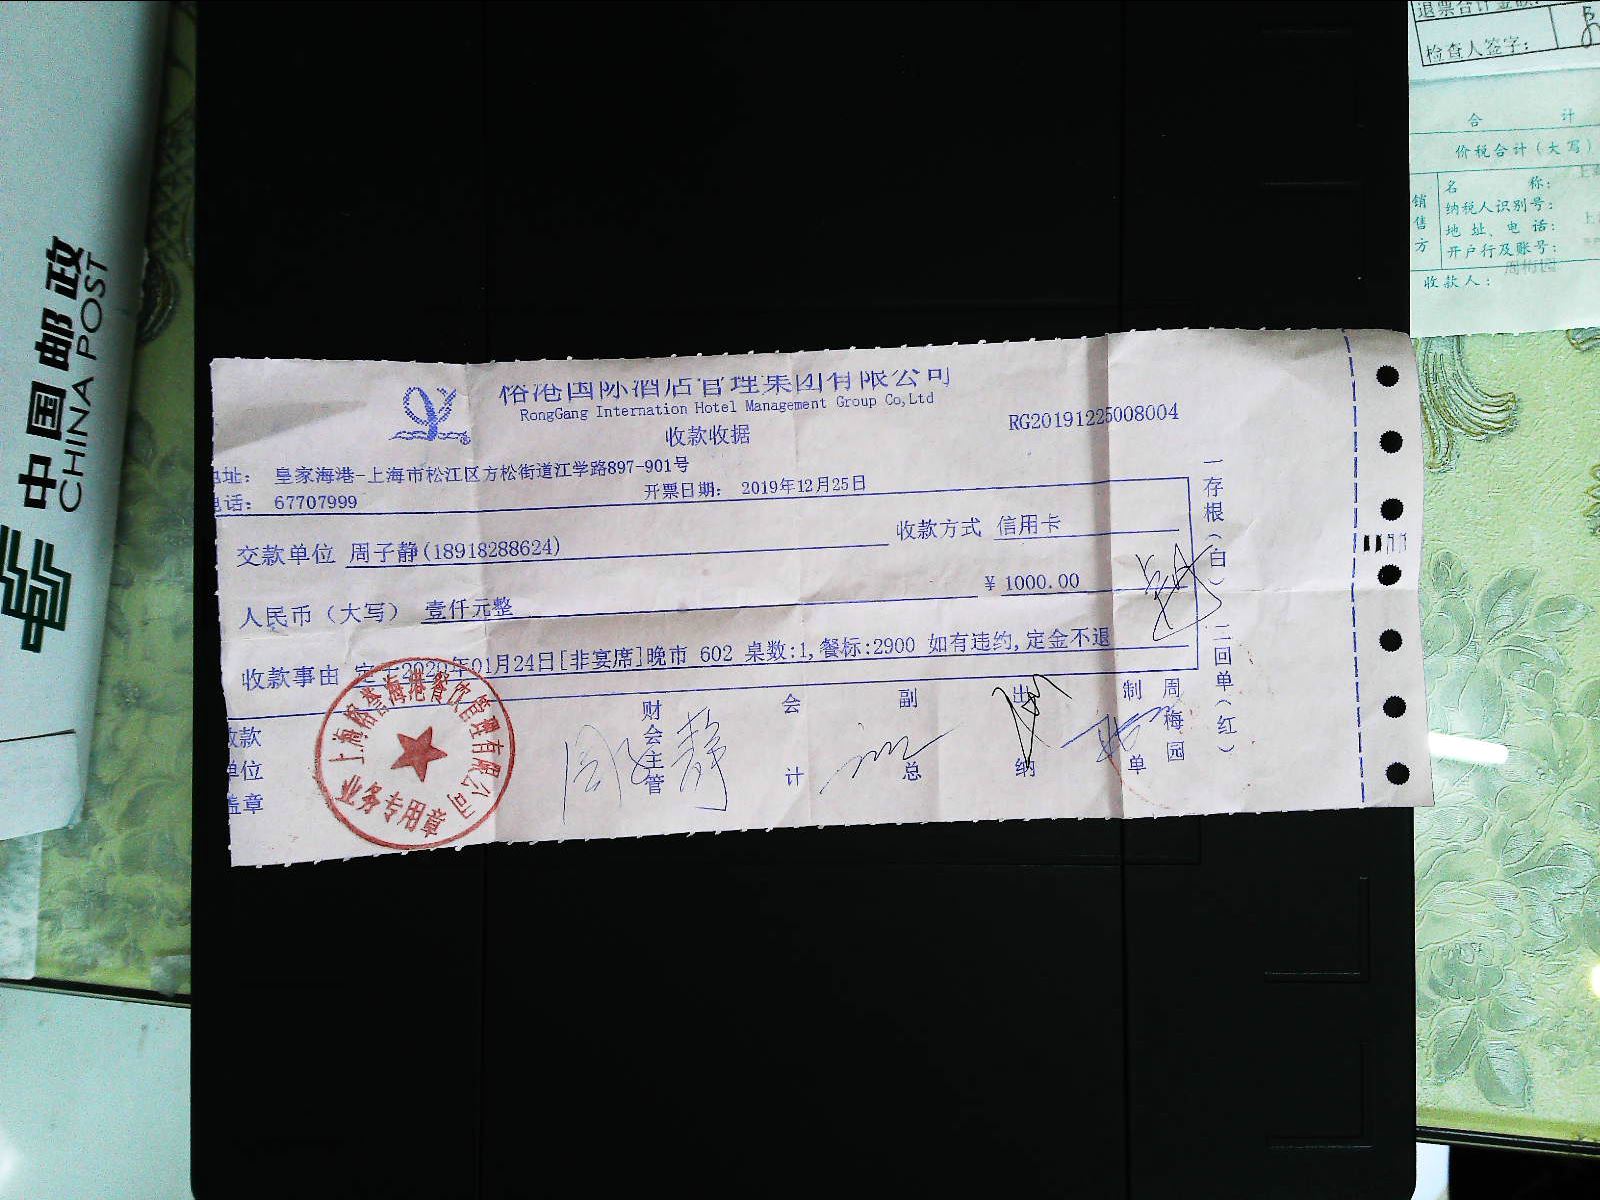 中国邮政
CHINA POST
退票合计金额:
检查人签字:
合 计
价税合计(大写)
销售方
名 称:
纳税人识别号:
地 址、电 话:
开户行及账号:
收款人:
周梅园
国际酒店管理集团有限公司
RongGang Internation Hotel Management Group Co,Ltd
收款收据
RG20191225008004
地址: 皇家海港-上海市松江区方松街道江学路897-901号
电话: 67707999
开票日期: 2019年12月25日
交款单位 周子静(18918288624)
收款方式 信用卡
人民币(大写) 壹仟元整
¥ 1000.00
收款事由 定 2020年01月24日[非宴席]晚市 602 桌数:1,餐标:2900 如有违约,定金不退
一存根(白) 二回单(红)
收款
单位
盖章
财会主管
周子静
会计
副总
出纳
制单
周梅园
业务专用章